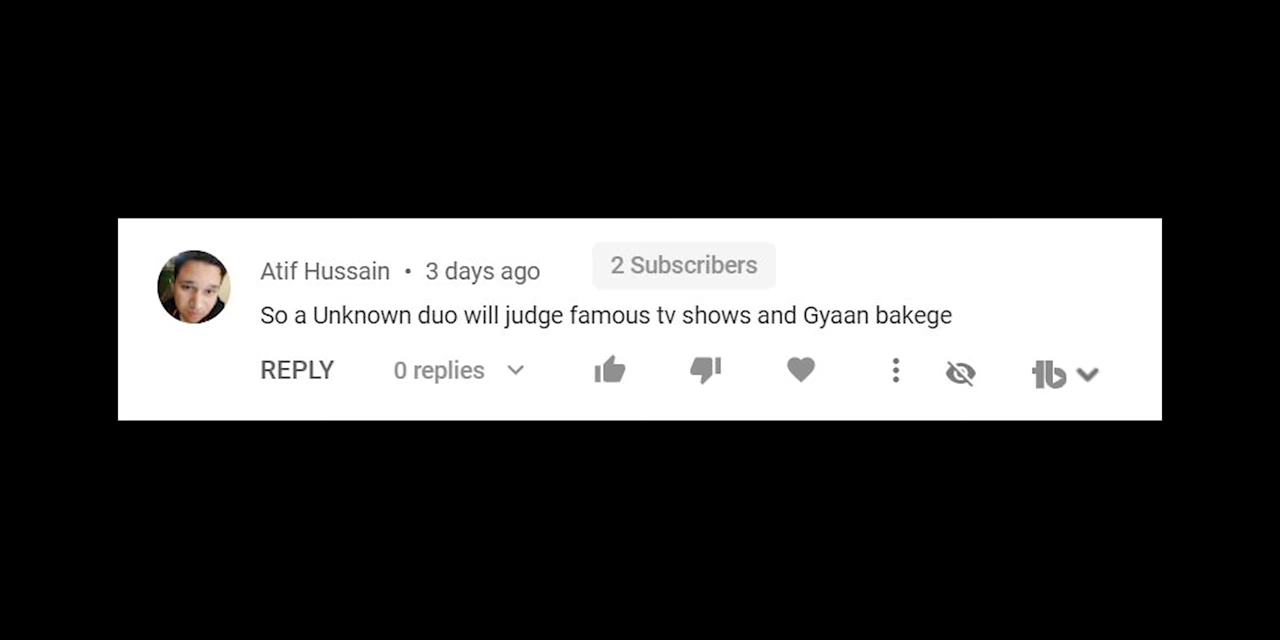 Atif Hussain • 3 days ago 2 Subscribers
So a Unknown duo will judge famous tv shows and Gyaan bakege
REPLY 0 replies